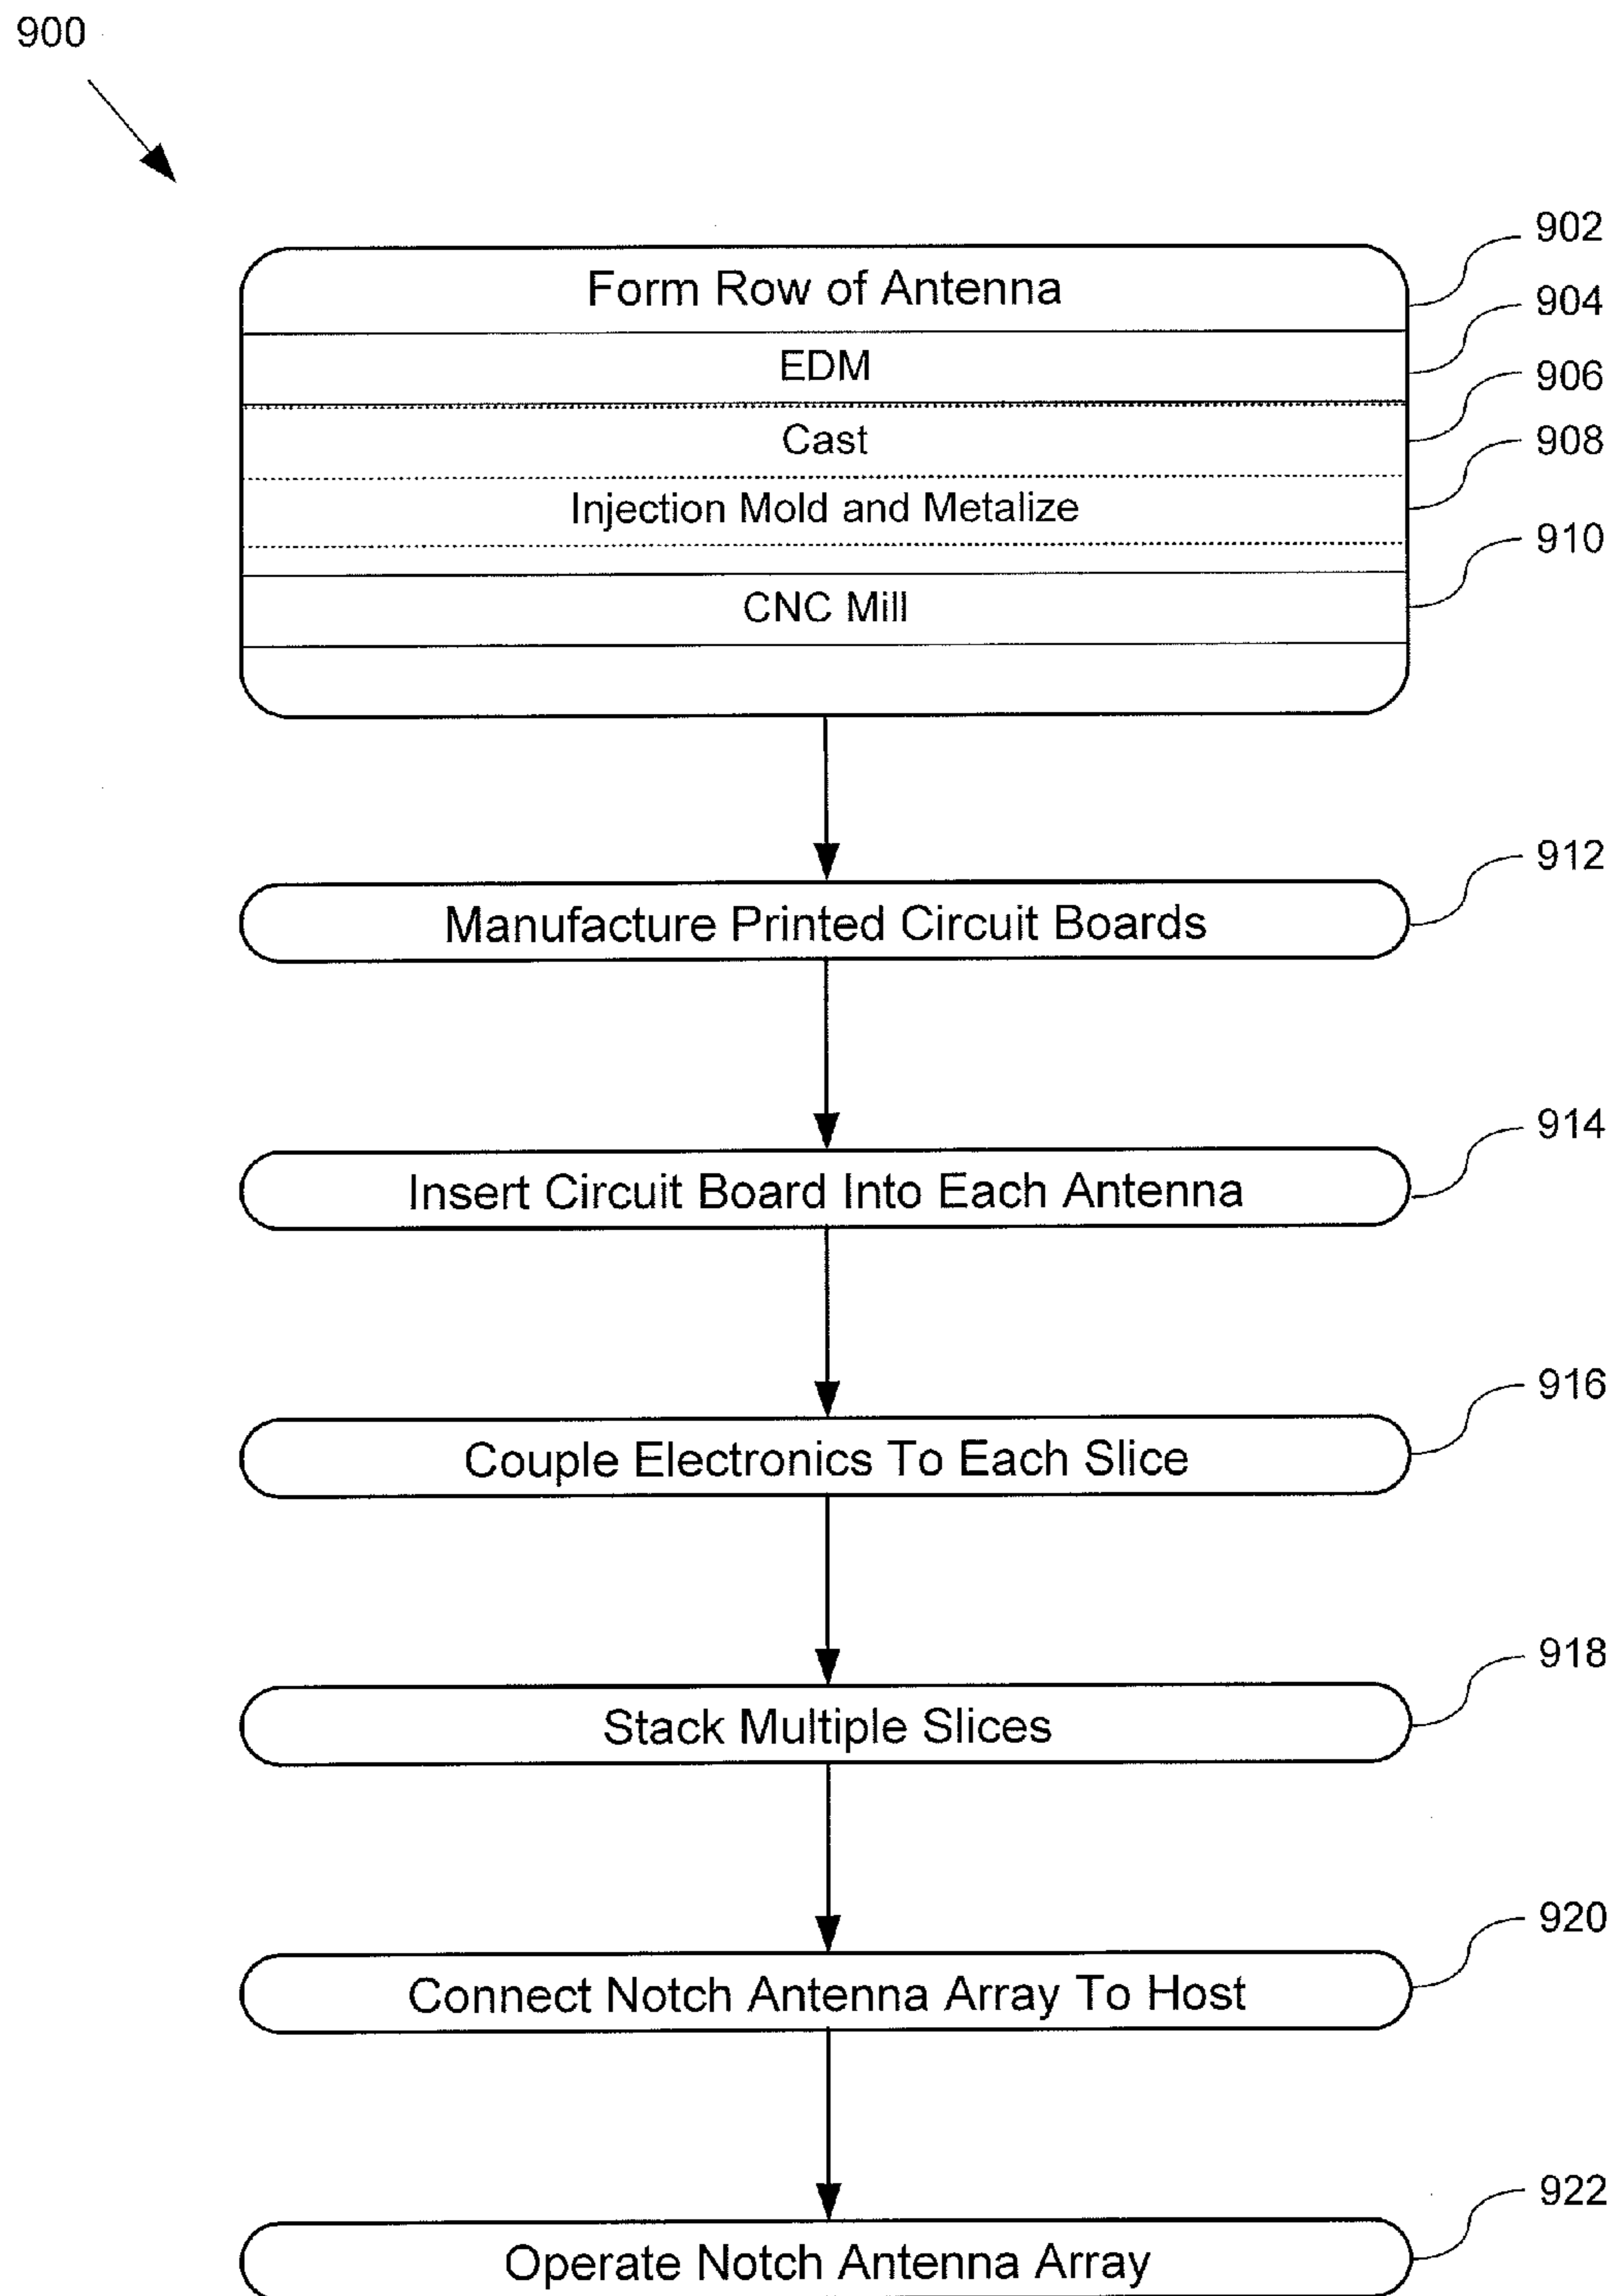 900
902
Form Row of Antenna
904
EDM
906
Cast
908
Injection Mold and Metalize
910
CNC Mill
912
Manufacture Printed Circuit Boards
914
Insert Circuit Board Into Each Antenna
916
Couple Electronics To Each Slice
918
Stack Multiple Slices
920
Connect Notch Antenna Array To Host
922
Operate Notch Antenna Array